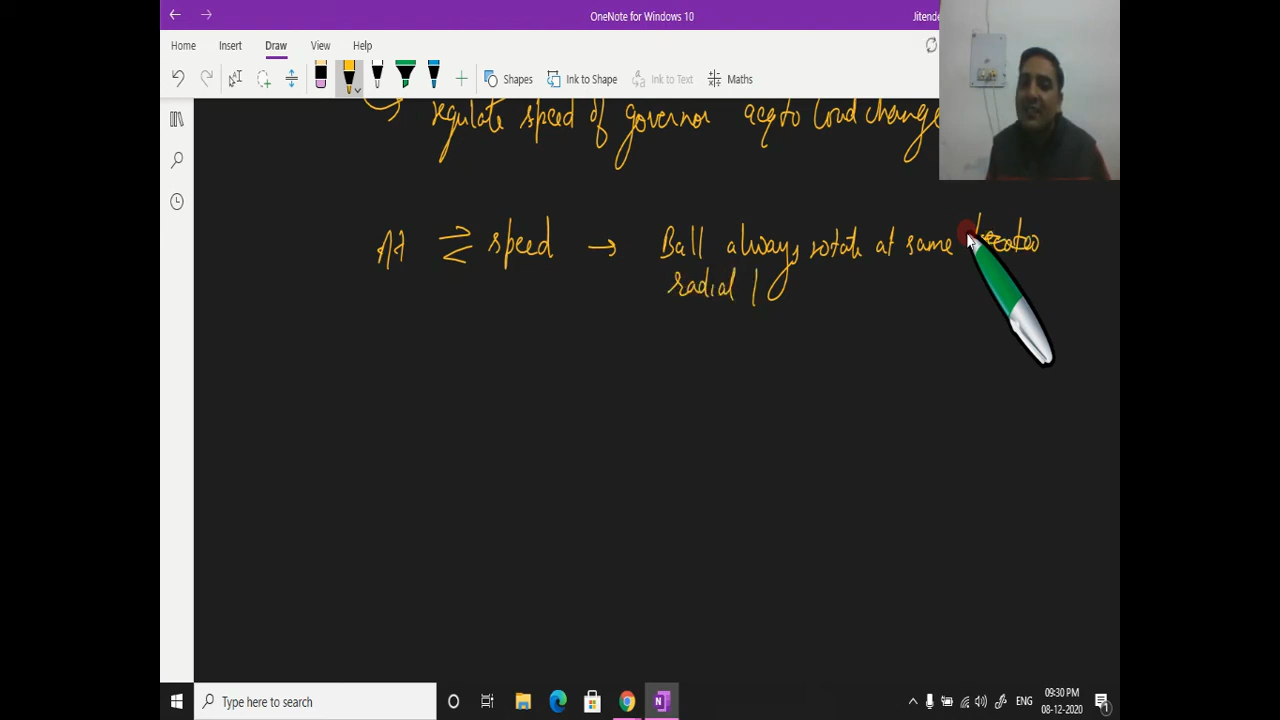 OneNote for Windows 10
Jitende
Home Insert Draw View Help
Shapes Ink to Shape Ink to Text Maths
regulate speed of governor acqto load change
At ⇄ speed → Ball always rotate at same
radial
Type here to search
ENG
09:30 PM
08-12-2020